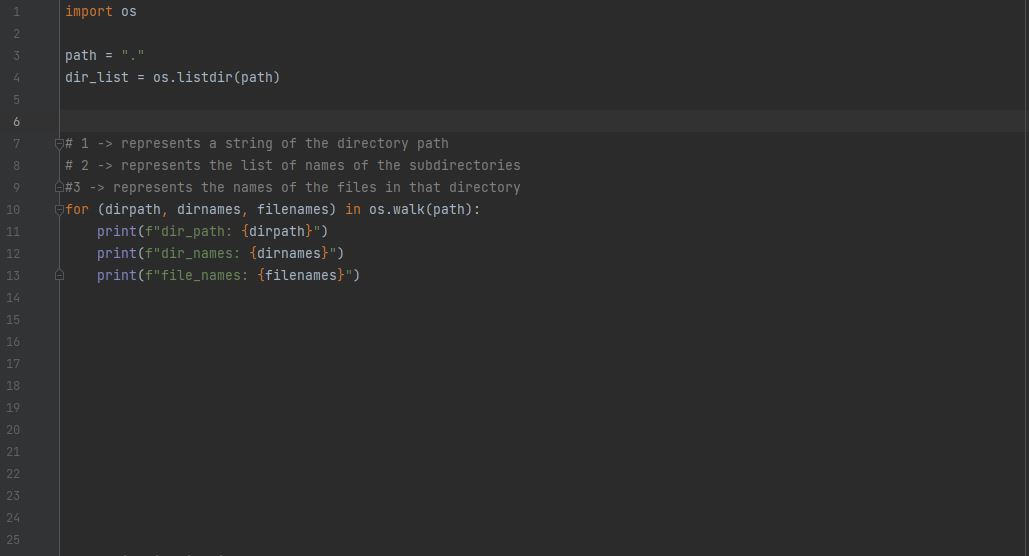 1 import os
2
3 path = "."
4 dir_list = os.listdir(path)
5
6
7 # 1 -> represents a string of the directory path
8 # 2 -> represents the list of names of the subdirectories
9 #3 -> represents the names of the files in that directory
10 for (dirpath, dirnames, filenames) in os.walk(path):
11     print(f"dir_path: {dirpath}")
12     print(f"dir_names: {dirnames}")
13     print(f"file_names: {filenames}")
14
15
16
17
18
19
20
21
22
23
24
25